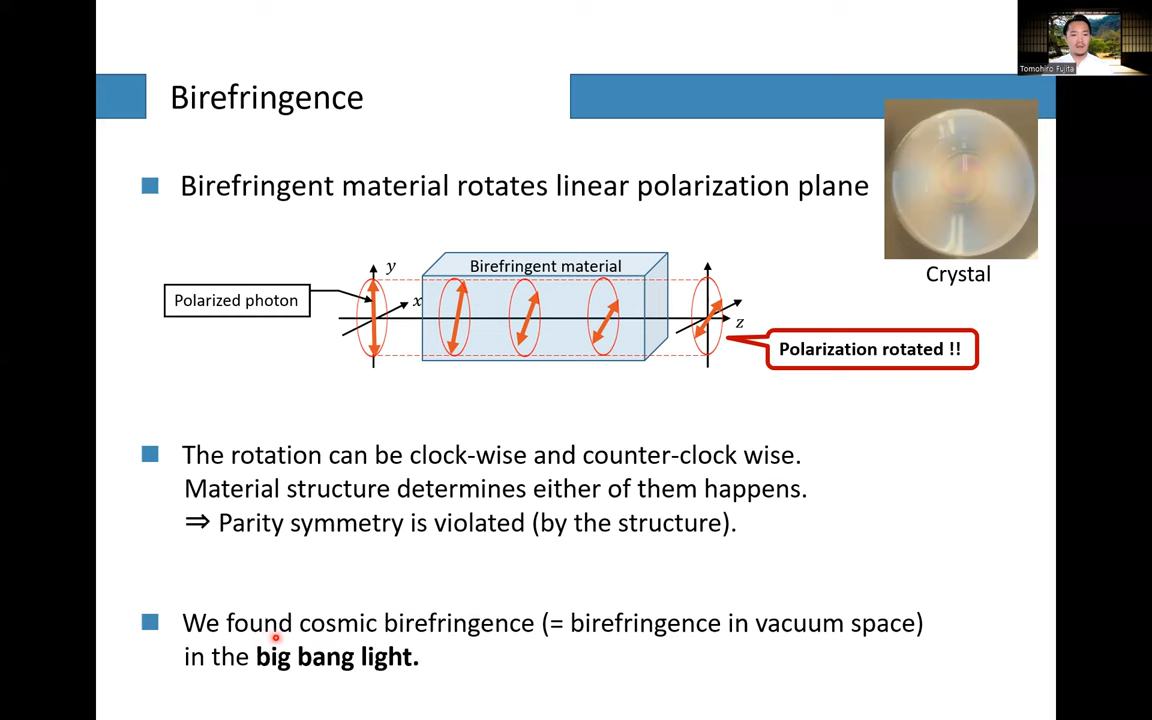 Tomohiro Fujita
Birefringence
Birefringent material rotates linear polarization plane
Crystal
Birefringent material
y
Polarized photon
x
z
Polarization rotated !!
The rotation can be clock-wise and counter-clock wise.
Material structure determines either of them happens.
⇒ Parity symmetry is violated (by the structure).
We found cosmic birefringence (= birefringence in vacuum space)
in the big bang light.